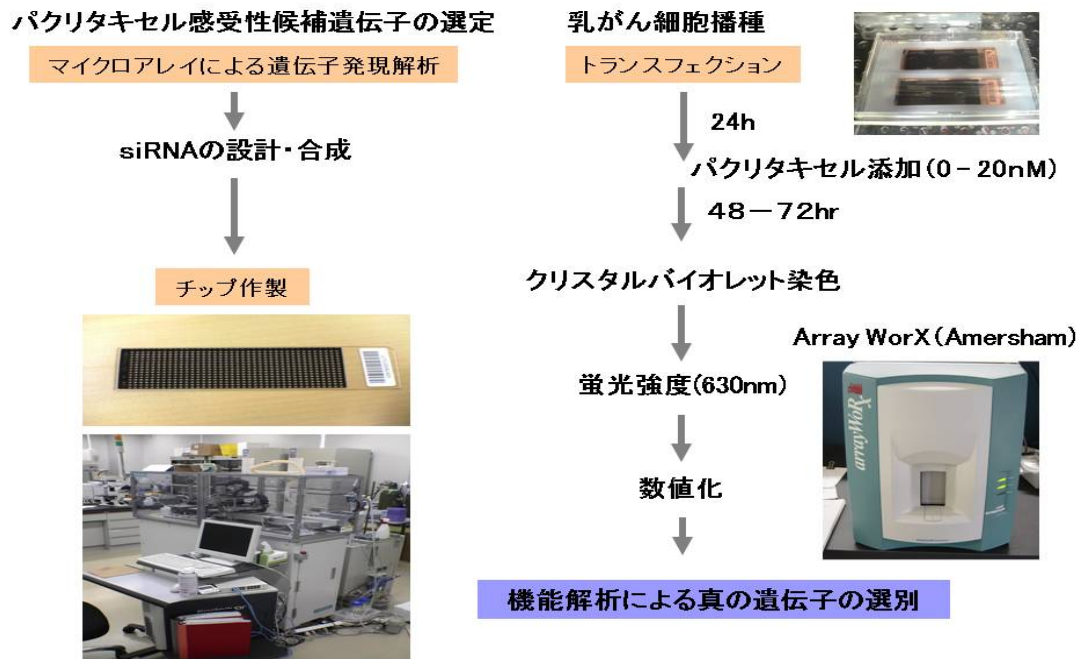 パクリタキセル感受性候補遺伝子の選定
マイクロアレイによる遺伝子発現解析
siRNAの設計・合成
チップ作製
乳がん細胞播種
トランスフェクション
24h
パクリタキセル添加(0-20nM)
48-72hr
クリスタルバイオレット染色
Array WorX(Amersham)
蛍光強度(630nm)
arrayWoRx
数値化
機能解析による真の遺伝子の選別